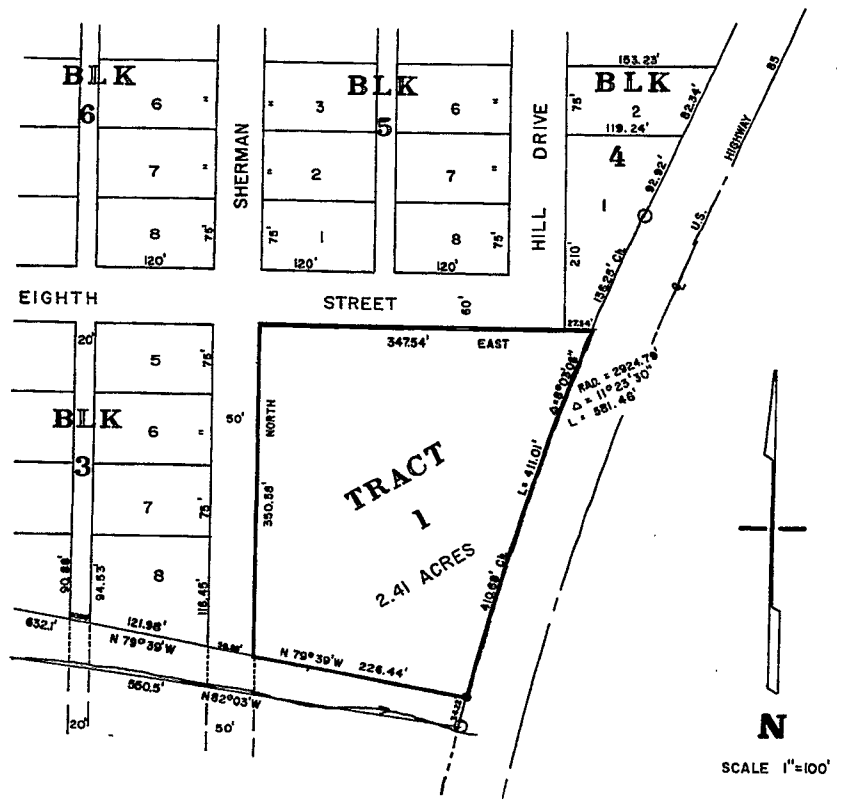 153.23'
85
BLK
6
6 "
SHERMAN
" 3
BLK
5
6 "
HILL DRIVE
75'
BLK
2
119.24'
82.34'
HIGHWAY
U.S.
7 "
" 2
7 "
4
92.92'
1
8
75'
120'
75'
1
120'
8
75'
120'
210'
136.25' Ch.
EIGHTH
STREET
60'
27.54'
347.54'
EAST
20'
5
75'
BLK
3
6 "
50'
NORTH
350.58'
Δ=8°03'06"
RAD. = 2924.79'
Δ = 11°23'30"
L = 581.46'
TRACT
1
2.41 ACRES
L= 411.01'
410.68' Ch.
7
75'
90.88'
94.53'
8
116.45'
632.1'
121.98'
N 79°39'W
N 79°39'W
226.44'
560.5'
N82°03'W
20'
50'
N
SCALE 1"=100'